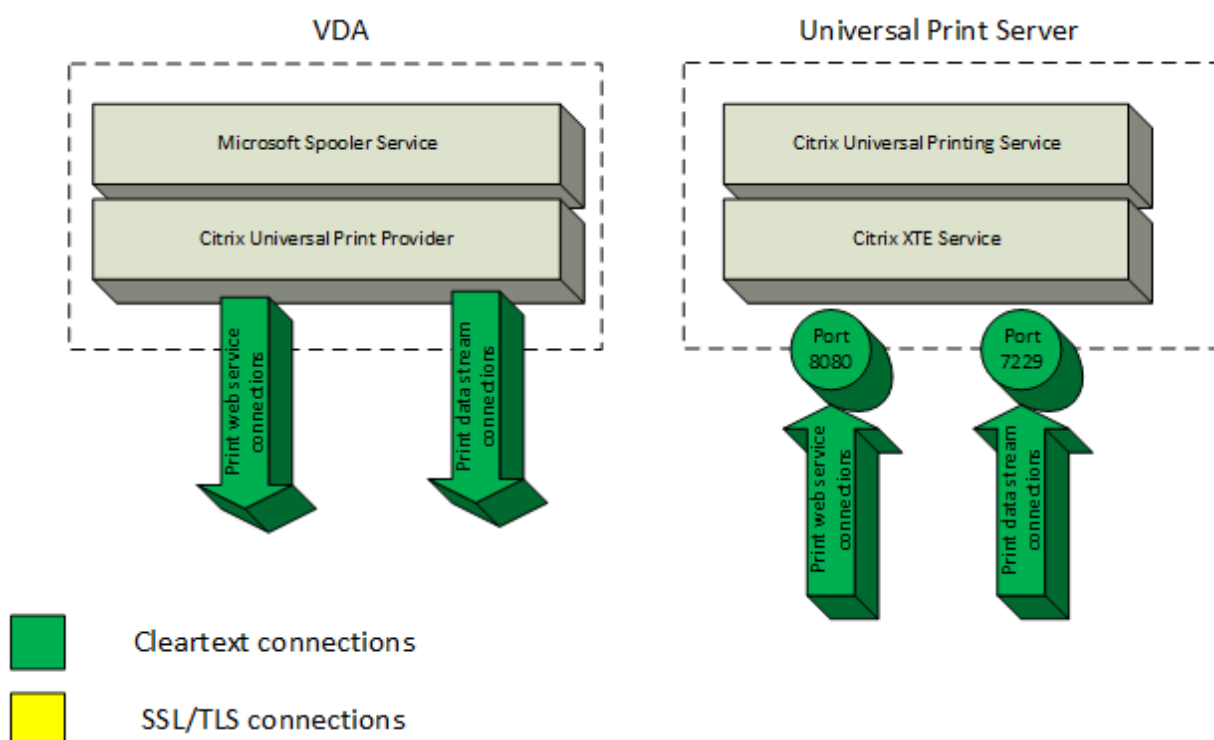 VDA
Universal Print Server
Microsoft Spooler Service
Citrix Universal Print Provider
Citrix Universal Printing Service
Citrix XTE Service
Print web service
connections
Print data stream
connections
Port
8080
Port
7229
Print web service
connections
Print data stream
connections
Cleartext connections
SSL/TLS connections